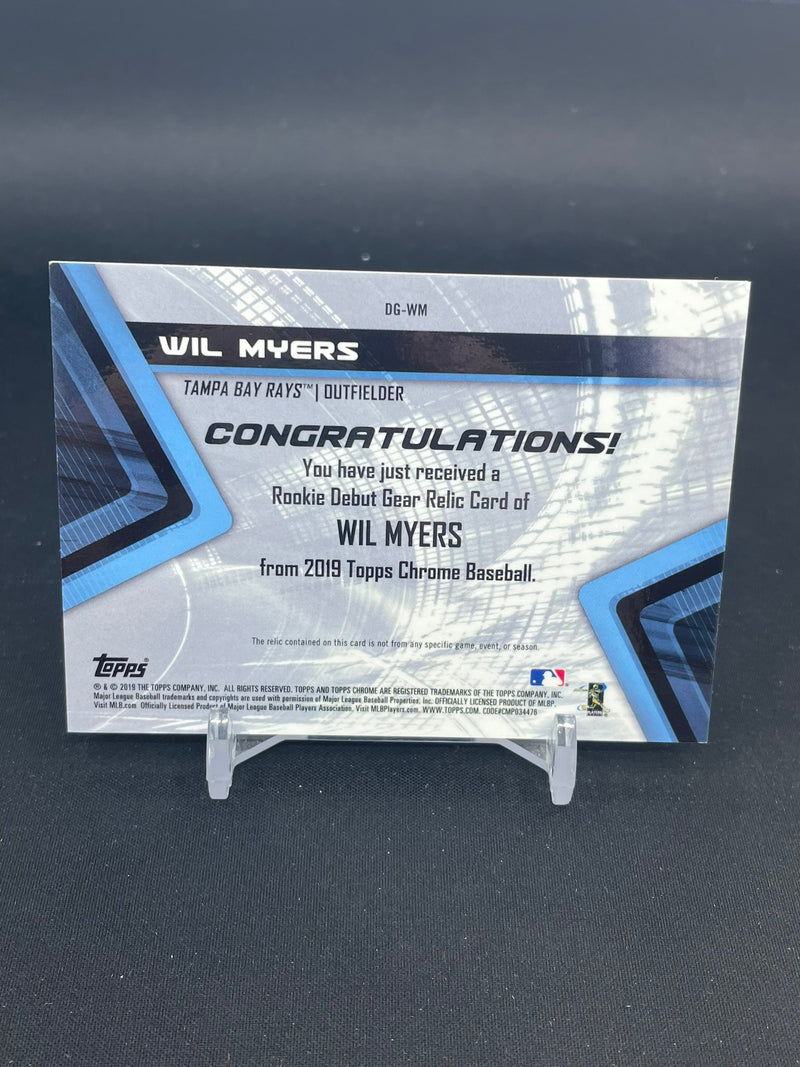 DG-WM
WIL MYERS
TAMPA BAY RAYS™ | OUTFIELDER
CONGRATULATIONS!
You have just received a
Rookie Debut Gear Relic Card of
WIL MYERS
from 2019 Topps Chrome Baseball.
The relic contained on this card is not from any specific game, event, or season.
topps®
® & © 2019 THE TOPPS COMPANY, INC. ALL RIGHTS RESERVED. TOPPS AND TOPPS CHROME ARE REGISTERED TRADEMARKS OF THE TOPPS COMPANY, INC.
Major League Baseball trademarks and copyrights are used with permission of Major League Baseball Properties, Inc. OFFICIALLY LICENSED PRODUCT OF MLBP.
Visit MLB.com Officially Licensed Product of Major League Baseball Players Association. Visit MLBPlayers.com. WWW.TOPPS.COM. CODE#CMP034476